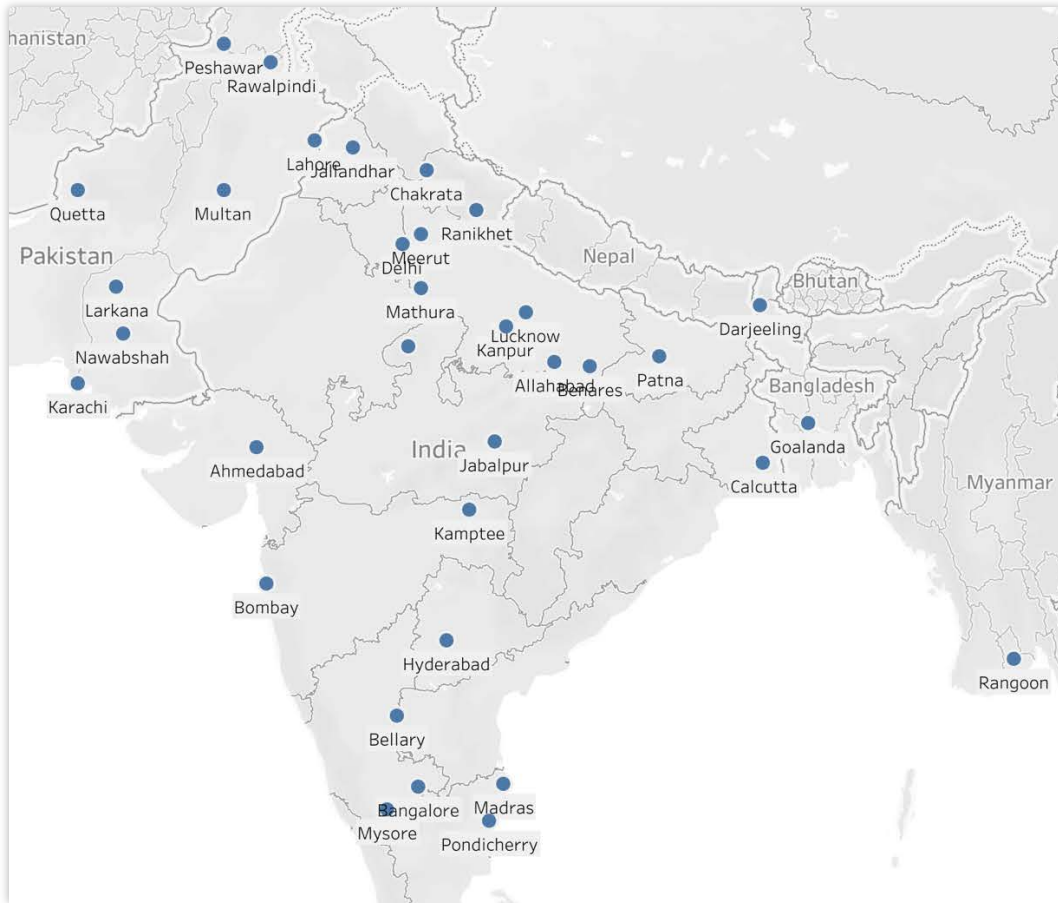 hanistan
Peshawar
Rawalpindi
Lahore
Jallandhar
Chakrata
Quetta
Multan
Ranikhet
Meerut
Delhi
Pakistan
Nepal
Bhutan
Larkana
Mathura
Darjeeling
Nawabshah
Lucknow
Kanpur
Karachi
Allahabad
Benares
Patna
Bangladesh
Goalanda
Ahmedabad
India
Jabalpur
Calcutta
Myanmar
Kamptee
Bombay
Hyderabad
Rangoon
Bellary
Bangalore
Madras
Mysore
Pondicherry